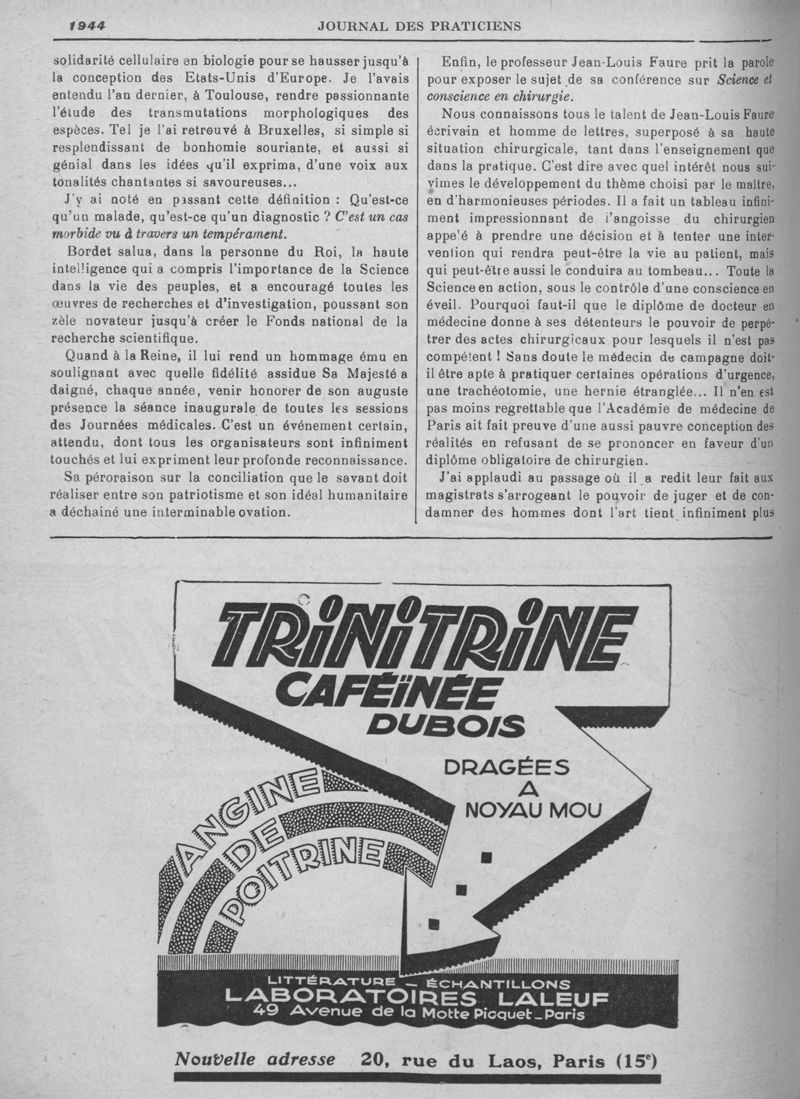 1944
JOURNAL DES PRATICIENS
solidarité cellulaire en biologie pour se hausser jusqu'à
la conception des Etats-Unis d'Europe. Je l'avais
entendu l'an dernier, à Toulouse, rendre passionnante
l'étude des transmutations morphologiques des
espèces. Tel je l'ai retrouvé à Bruxelles, si simple si
resplendissant de bonhomie souriante, et aussi si
génial dans les idées qu'il exprima, d'une voix aux
tonalités chantantes si savoureuses...
J'y ai noté en passant cette définition : Qu'est-ce
qu'un malade, qu'est-ce qu'un diagnostic ? C'est un cas
morbide vu à travers un tempérament.
Bordet salua, dans la personne du Roi, la haute
intelligence qui a compris l'importance de la Science
dans la vie des peuples, et a encouragé toutes les
œuvres de recherches et d'investigation, poussant son
zèle novateur jusqu'à créer le Fonds national de la
recherche scientifique.
Quand à la Reine, il lui rend un hommage ému en
soulignant avec quelle fidélité assidue Sa Majesté a
daigné, chaque année, venir honorer de son auguste
présence la séance inaugurale de toutes les sessions
des Journées médicales. C'est un événement certain,
attendu, dont tous les organisateurs sont infiniment
touchés et lui expriment leur profonde reconnaissance.
Sa péroraison sur la conciliation que le savant doit
réaliser entre son patriotisme et son idéal humanitaire
a déchainé une interminable ovation.
Enfin, le professeur Jean-Louis Faure prit la parole
pour exposer le sujet de sa conférence sur Science et
conscience en chirurgie.
Nous connaissons tous le talent de Jean-Louis Faure
écrivain et homme de lettres, superposé à sa haute
situation chirurgicale, tant dans l'enseignement que
dans la pratique. C'est dire avec quel intérêt nous sui-
vîmes le développement du thème choisi par le maitre,
en d'harmonieuses périodes. Il a fait un tableau infini-
ment impressionnant de l'angoisse du chirurgien
appelé à prendre une décision et à tenter une inter-
vention qui rendra peut-être la vie au patient, mais
qui peut-être aussi le conduira au tombeau... Toute la
Science en action, sous le contrôle d'une conscience en
éveil. Pourquoi faut-il que le diplôme de docteur en
médecine donne à ses détenteurs le pouvoir de perpé-
trer des actes chirurgicaux pour lesquels il n'est pas
compétent ! Sans doute le médecin de campagne doit-
il être apte à pratiquer certaines opérations d'urgence,
une trachéotomie, une hernie étranglée... Il n'en est
pas moins regrettable que l'Académie de médecine de
Paris ait fait preuve d'une aussi pauvre conception des
réalités en refusant de se prononcer en faveur d'un
diplôme obligatoire de chirurgien.
J'ai applaudi au passage où il a redit leur fait aux
magistrats s'arrogeant le pouvoir de juger et de con-
damner des hommes dont l'art tient infiniment plus
TRINITRINE
CAFÉÏNÉE
DUBOIS
DRAGÉES
A
NOYAU MOU
ANGINE
DE
POITRINE
LITTÉRATURE _ ÉCHANTILLONS
LABORATOIRES LALEUF
49 Avenue de la Motte Picquet_Paris
Nouvelle adresse 20, rue du Laos, Paris (15e)